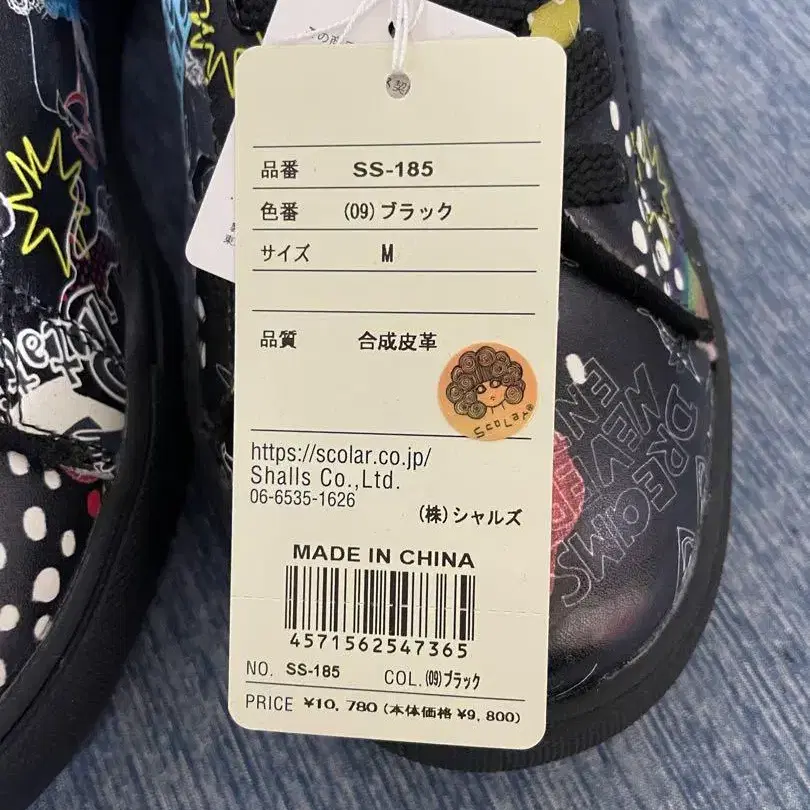 品番 SS-185
色番 (09)ブラック
サイズ M
品質 合成皮革
https://scolar.co.jp/
Shalls Co.,Ltd.
06-6535-1626
(株)シャルズ
MADE IN CHINA
4571562547365
NO. SS-185 COL. (09)ブラック
PRICE ¥10,780 (本体価格 ¥9,800)
DREAMS
NEVER
EN